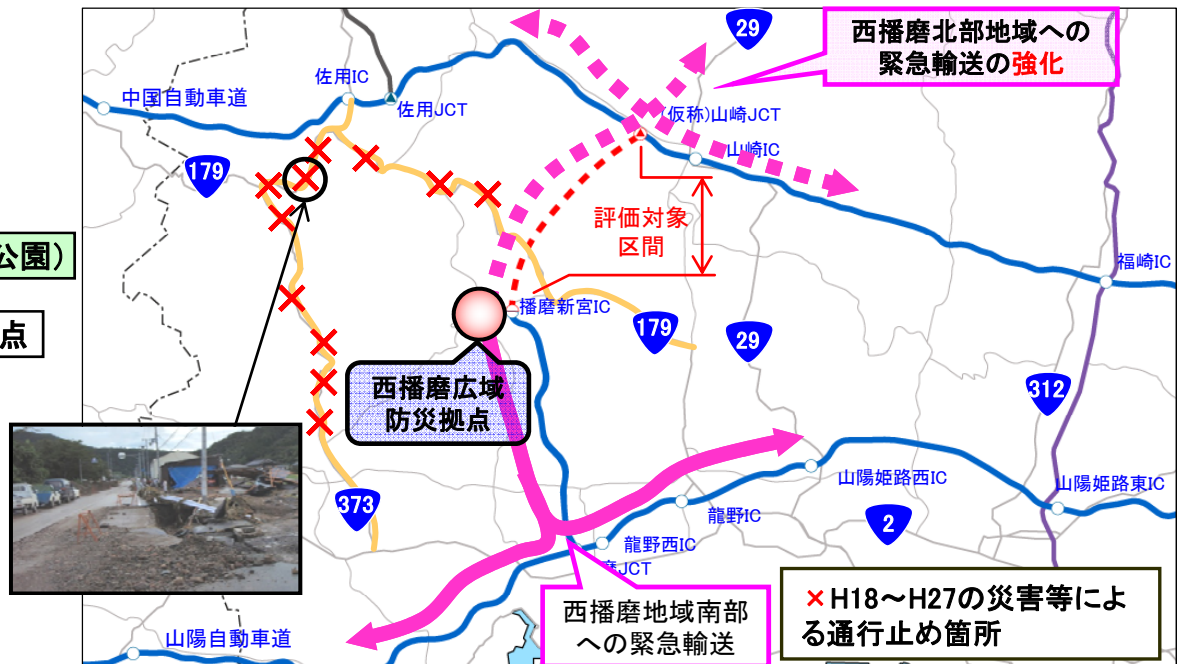 西播磨北部地域への
緊急輸送の強化
29
佐用IC
中国自動車道
佐用JCT
(仮称)山崎JCT
山崎IC
179
評価対象
区間
公園）
福崎IC
播磨新宮IC
179
29
点
西播磨広域
防災拠点
312
373
山陽姫路西IC
山陽姫路東IC
龍野IC
2
龍野西IC
JCT
山陽自動車道
西播磨地域南部
への緊急輸送
×H18～H27の災害等によ
る通行止め箇所